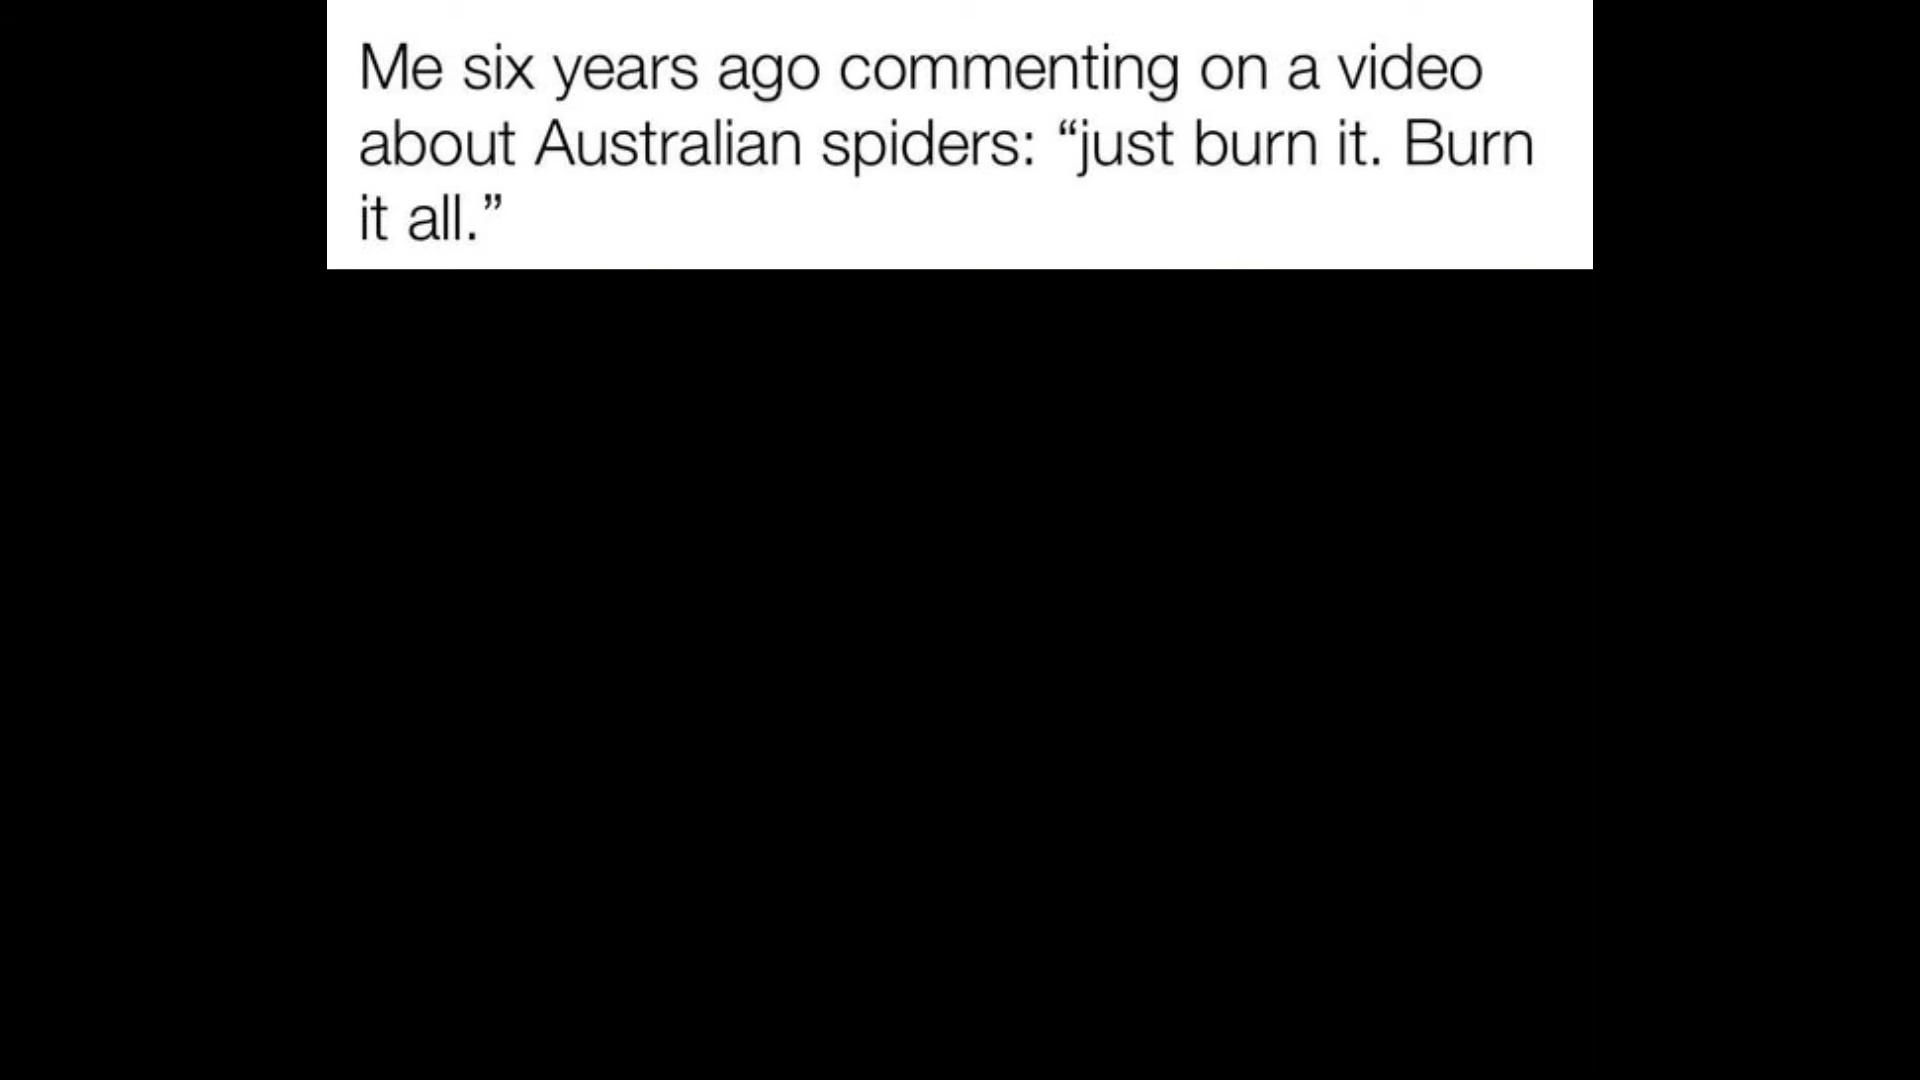 Me six years ago commenting on a video
about Australian spiders: “just burn it. Burn
it all.”